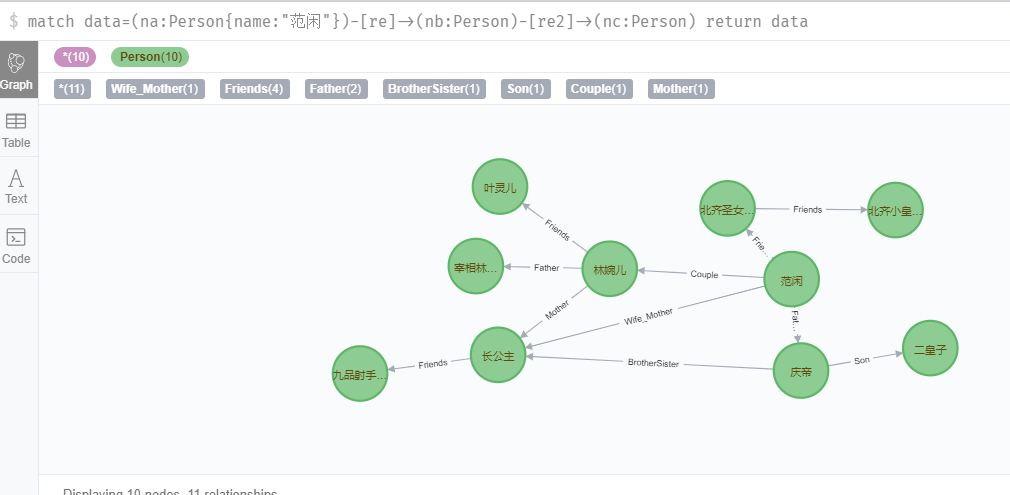 $ match data=(na:Person{name:"范闲"})-[re]->(nb:Person)-[re2]->(nc:Person) return data
*(10) Person(10)
*(11) Wife_Mother(1) Friends(4) Father(2) BrotherSister(1) Son(1) Couple(1) Mother(1)
Graph
Table
Text
Code
叶灵儿
北齐圣女...
Friends
北齐小皇...
Friends
Frie...
宰相林...
Father
林婉儿
Couple
范闲
Mother
Wife_Mother
Fat...
九品射手...
Friends
长公主
BrotherSister
庆帝
Son
二皇子
Displaying 10 nodes, 11 relationships.